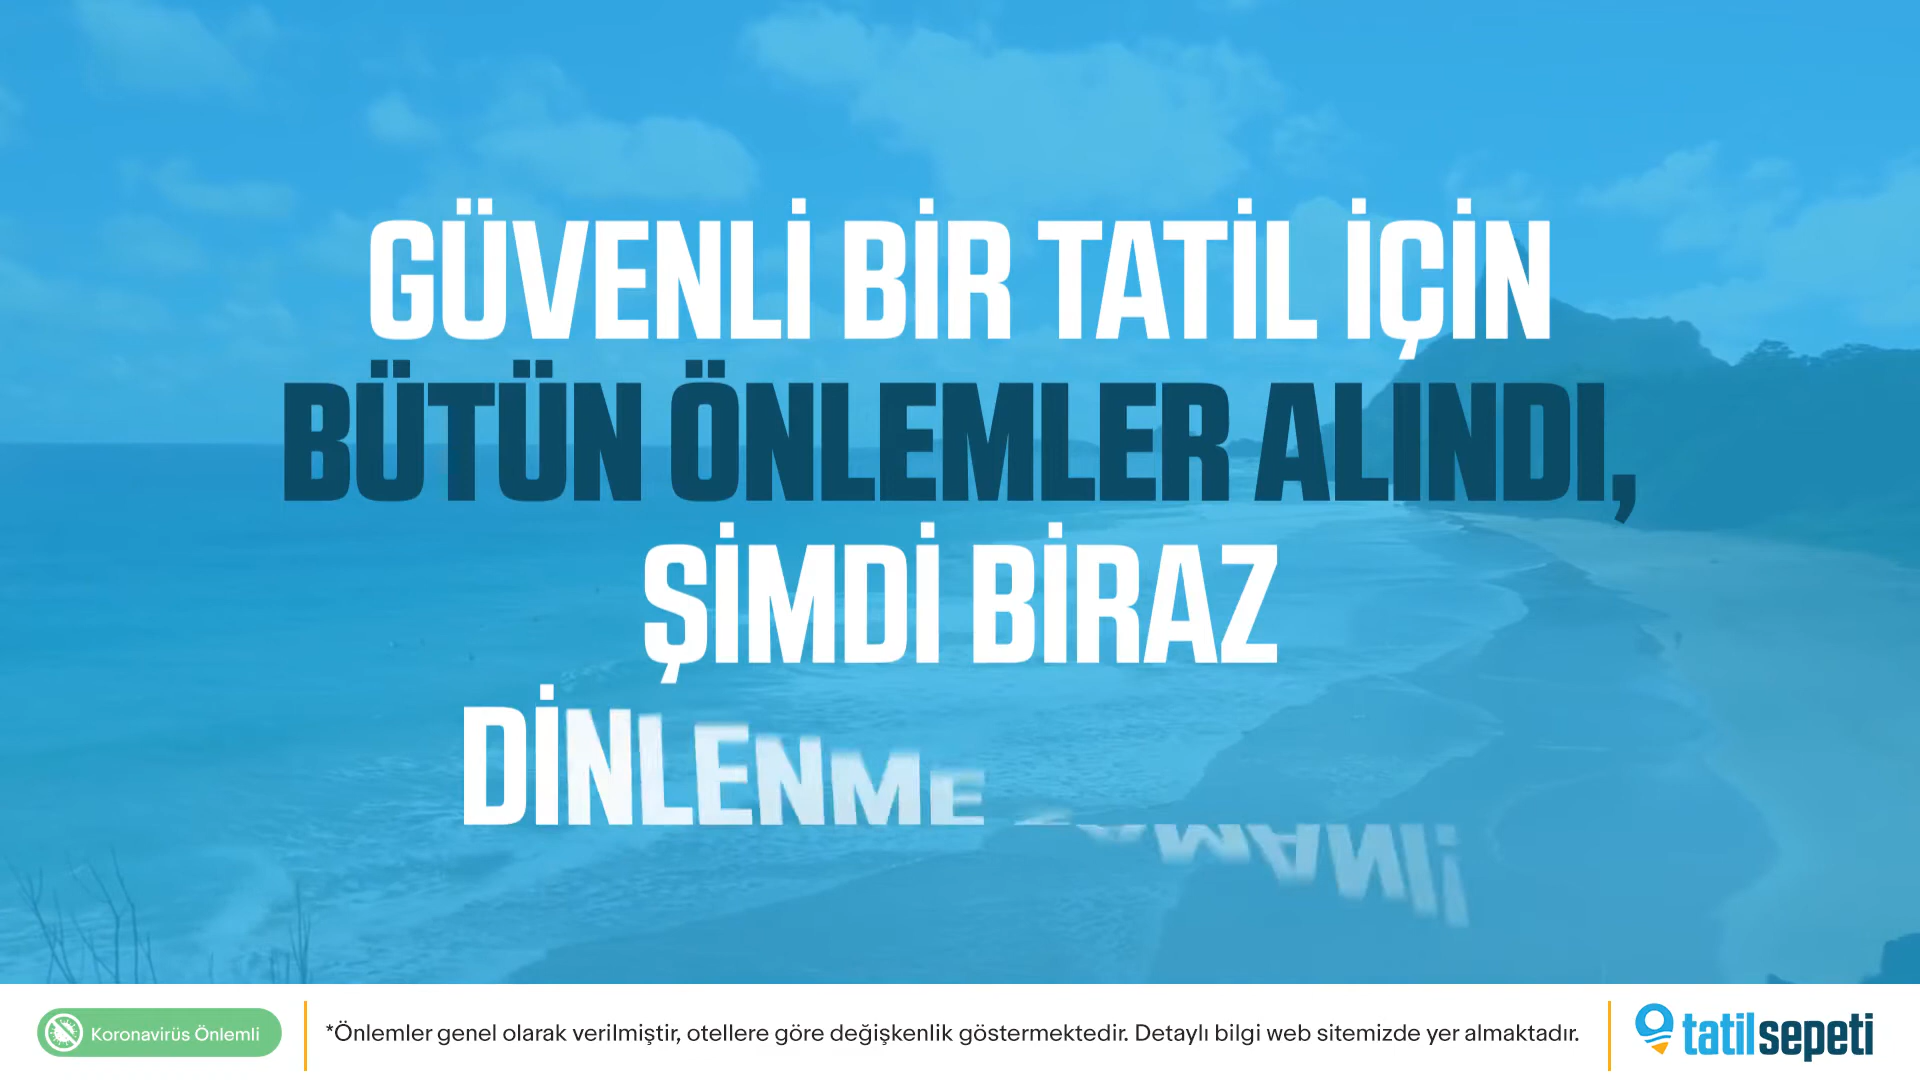 GÜVENLİ BİR TATİL İÇİN
BÜTÜN ÖNLEMLER ALINDI,
ŞİMDİ BİRAZ
DİNLENME
Koronavirüs Önlemli
*Önlemler genel olarak verilmiştir, otellere göre değişkenlik göstermektedir. Detaylı bilgi web sitemizde yer almaktadır.
tatilsepeti